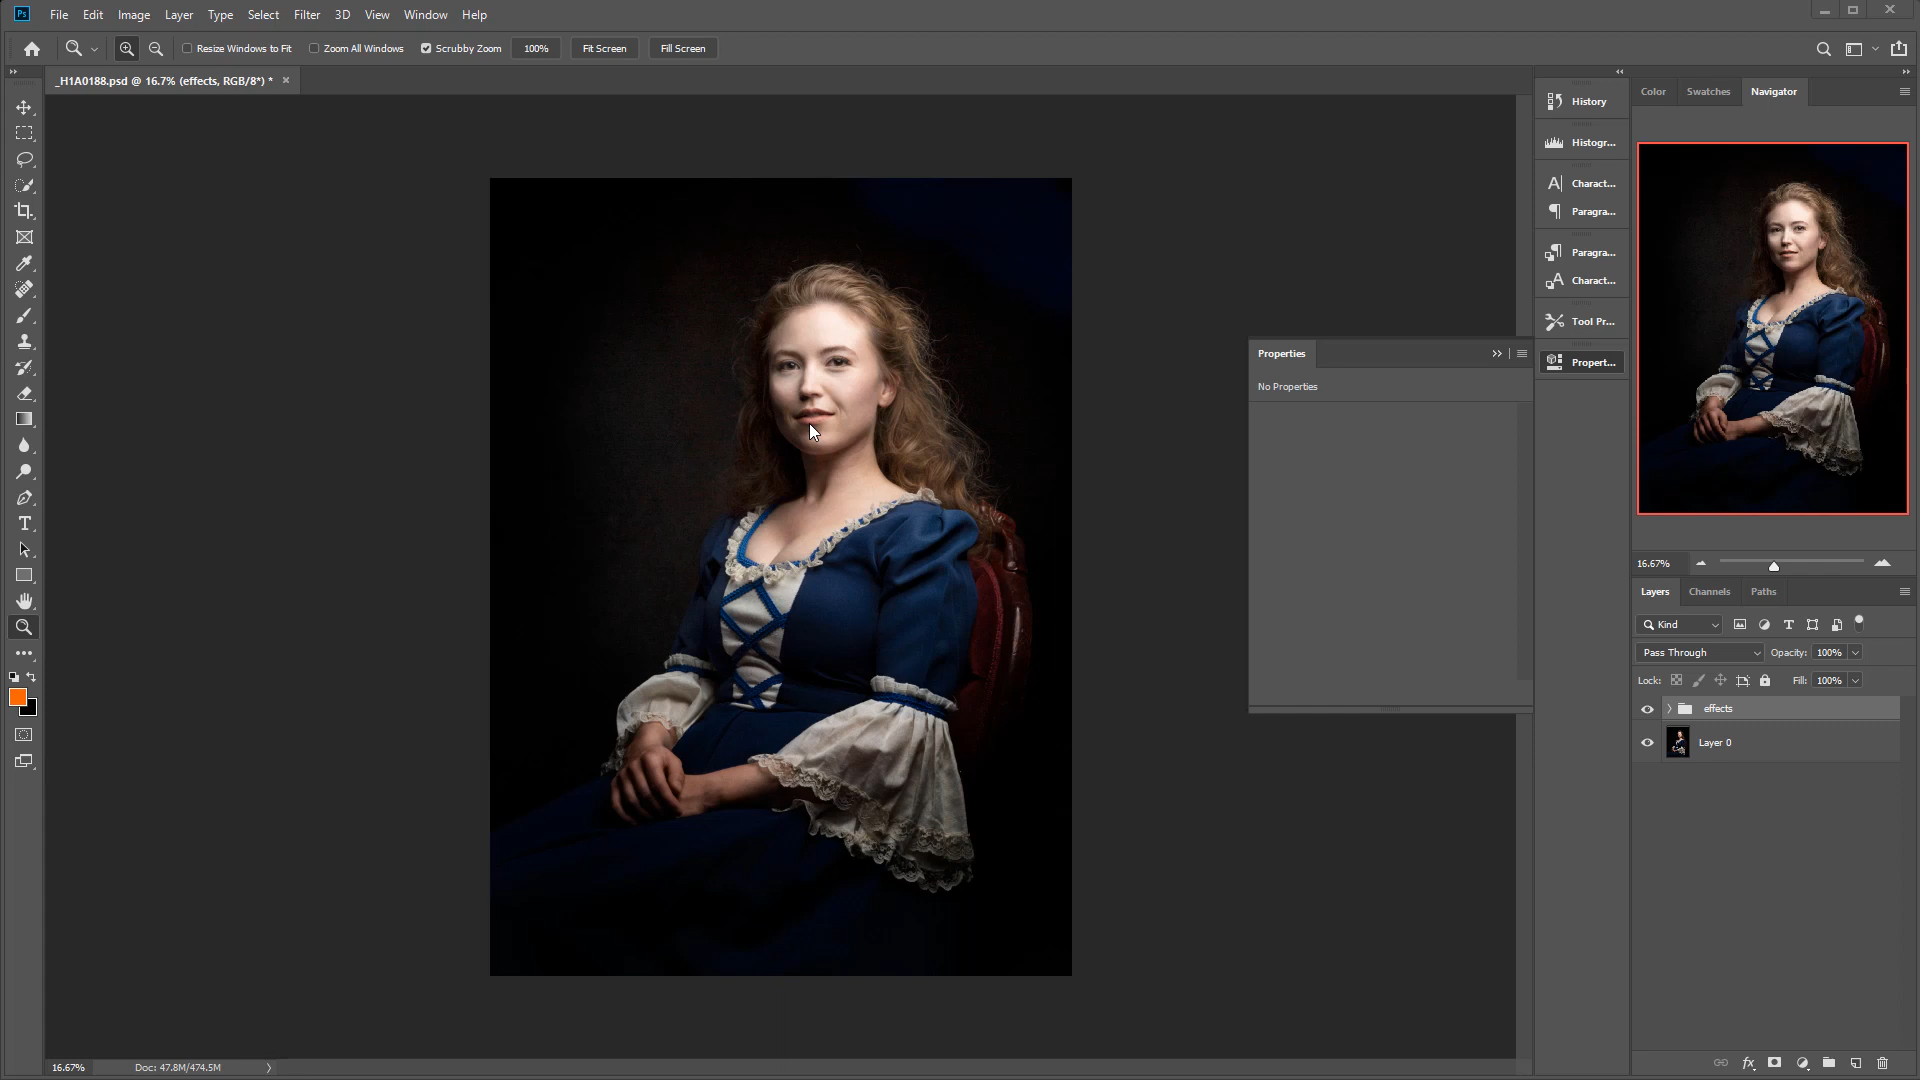 Ps File Edit Image Layer Type Select Filter 3D View Window Help
Resize Windows to Fit Zoom All Windows Scrubby Zoom 100% Fit Screen Fill Screen
_H1A0188.psd @ 16.7% (effects, RGB/8*) * ×
History
Histogr...
Charact...
Paragra...
Paragra...
Charact...
Tool Pr...
Propert...
Properties
No Properties
Color Swatches Navigator
16.67%
Layers Channels Paths
Kind
Pass Through Opacity: 100%
Lock: Fill: 100%
effects
Layer 0
fx
16.67% Doc: 47.8M/474.5M